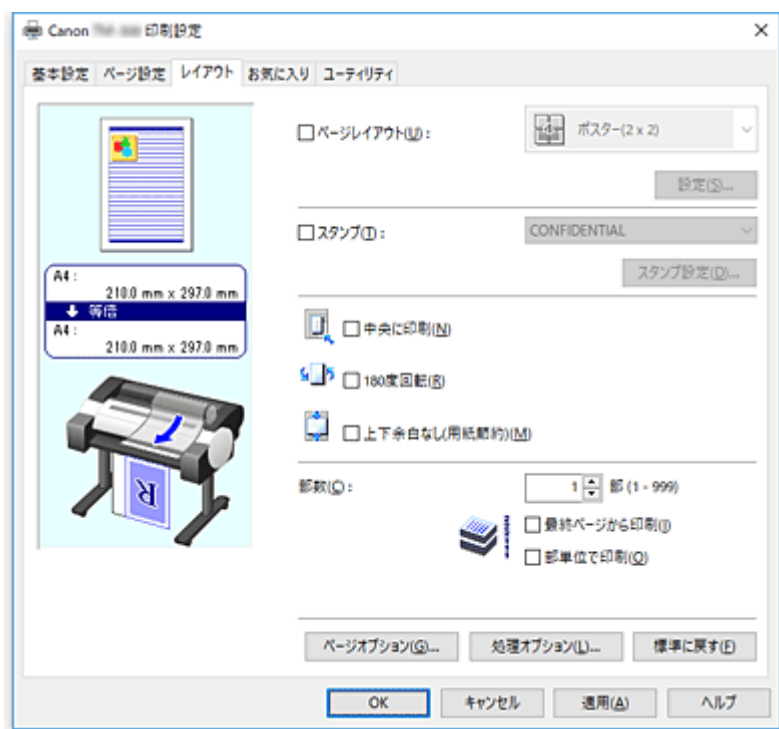 Canon 印刷設定
基本設定 ページ設定 レイアウト お気に入り ユーティリティ
ページレイアウト(U):
ポスター(2 x 2)
設定(S)...
スタンプ(T):
CONFIDENTIAL
スタンプ設定(D)...
A4 :
210.0 mm x 297.0 mm
等倍
A4 :
210.0 mm x 297.0 mm
中央に印刷(N)
180度回転(R)
上下余白なし(用紙節約)(M)
R
部数(C):
1 部 (1 - 999)
最終ページから印刷(I)
部単位で印刷(O)
ページオプション(G)... 処理オプション(L)... 標準に戻す(F)
OK キャンセル 適用(A) ヘルプ